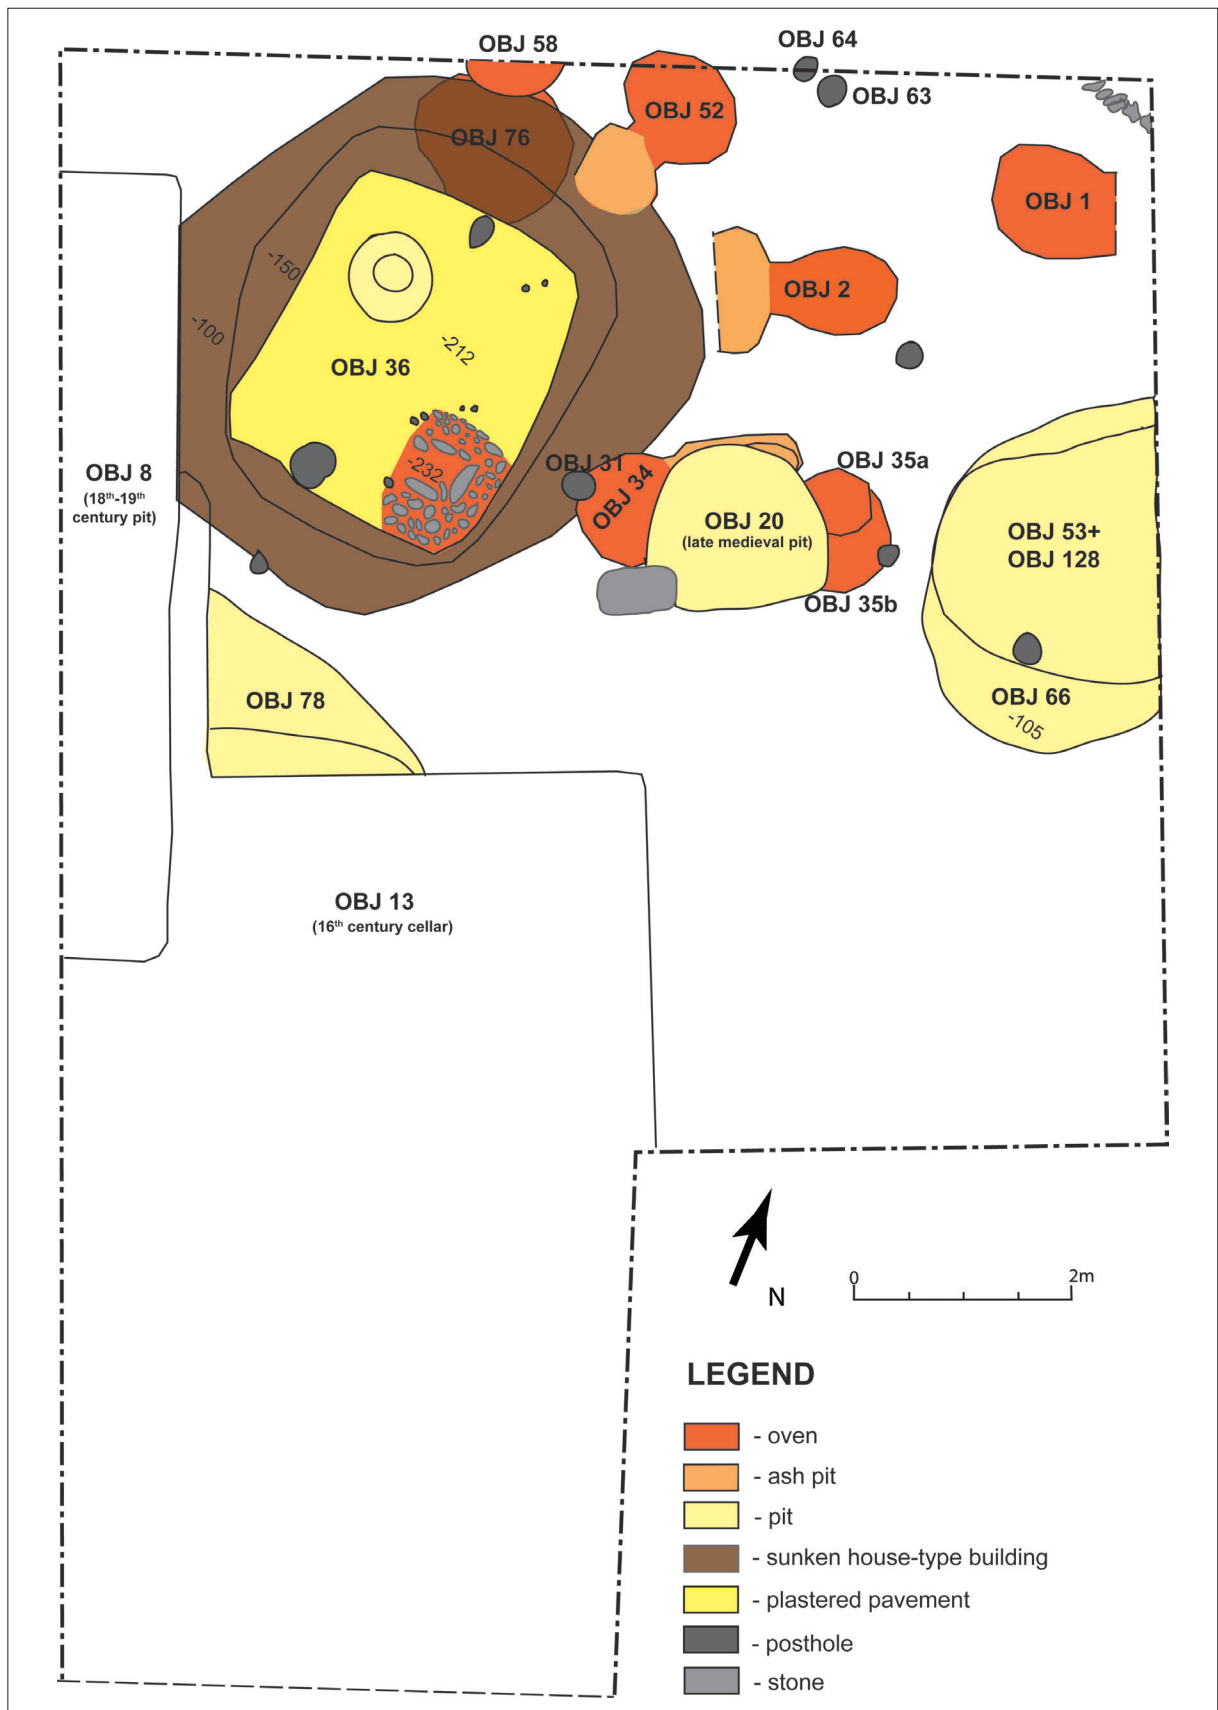 OBJ 58
OBJ 64
OBJ 63
OBJ 52
OBJ 76
OBJ 1
-150
OBJ 2
-100
-212
OBJ 36
OBJ 8
(18th-19th
century pit)
-232
OBJ 31
OBJ 34
OBJ 35a
OBJ 20
(late medieval pit)
OBJ 53+
OBJ 128
OBJ 35b
OBJ 78
OBJ 66
-105
OBJ 13
(16th century cellar)
N
0 2m
LEGEND
- oven
- ash pit
- pit
- sunken house-type building
- plastered pavement
- posthole
- stone